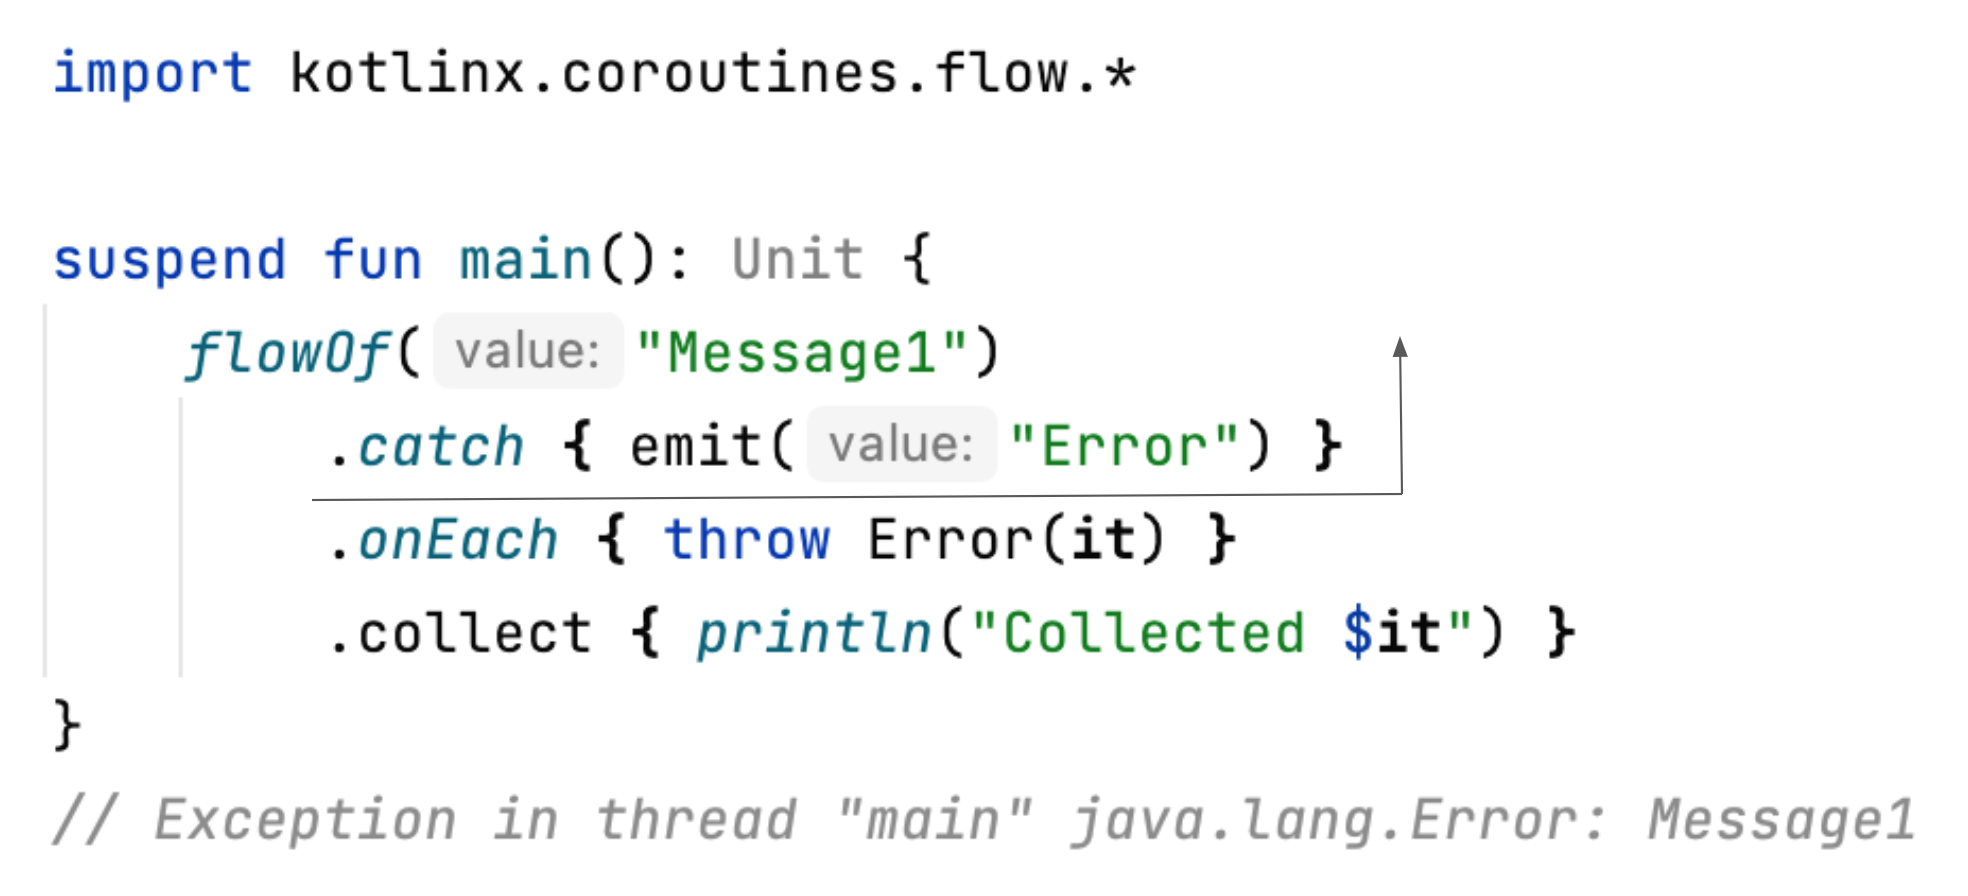 import kotlinx.coroutines.flow.*
suspend fun main(): Unit {
flowOf( value: "Message1")
.catch { emit( value: "Error") }
.onEach { throw Error(it) }
.collect { println("Collected $it") }
}
// Exception in thread "main" java.lang.Error: Message1